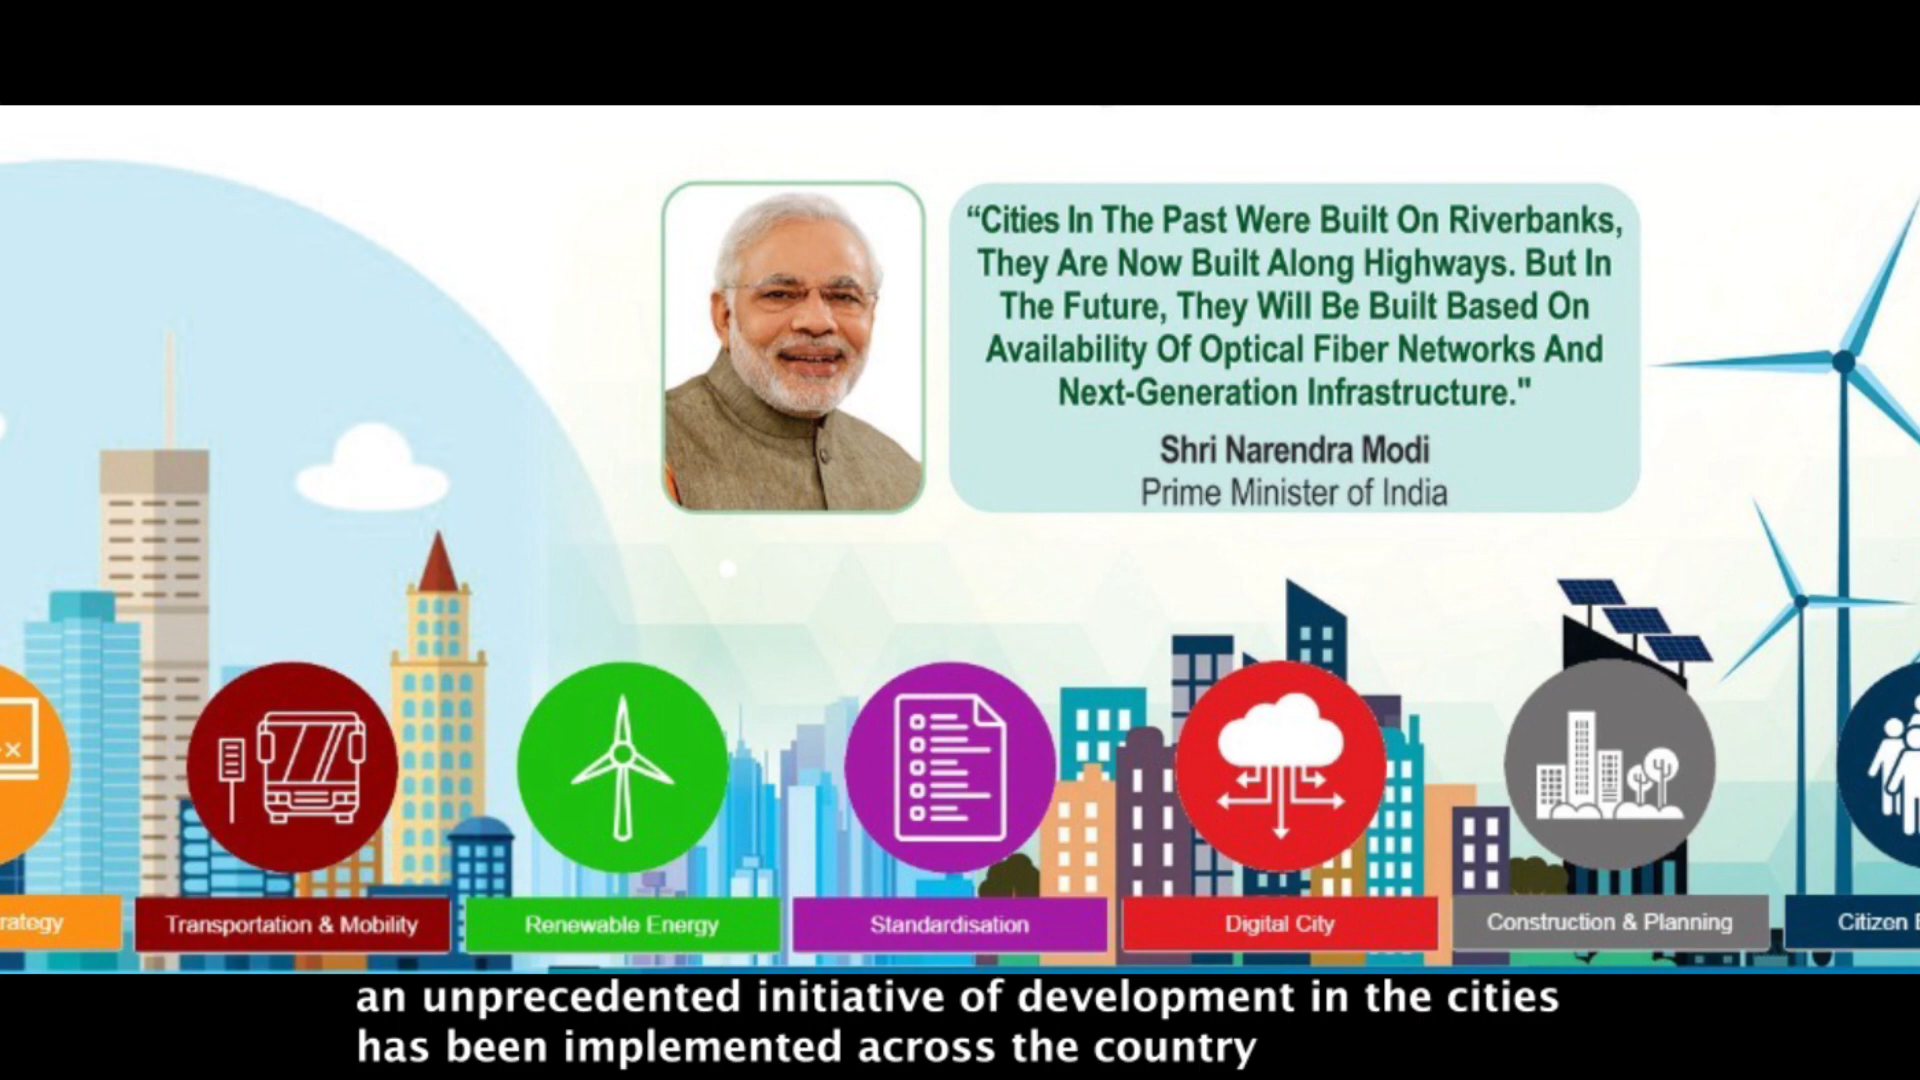 “Cities In The Past Were Built On Riverbanks,
They Are Now Built Along Highways. But In
The Future, They Will Be Built Based On
Availability Of Optical Fiber Networks And
Next-Generation Infrastructure."
Shri Narendra Modi
Prime Minister of India
Transportation & Mobility
Renewable Energy
Standardisation
Digital City
Construction & Planning
Citizen
an unprecedented initiative of development in the cities
has been implemented across the country